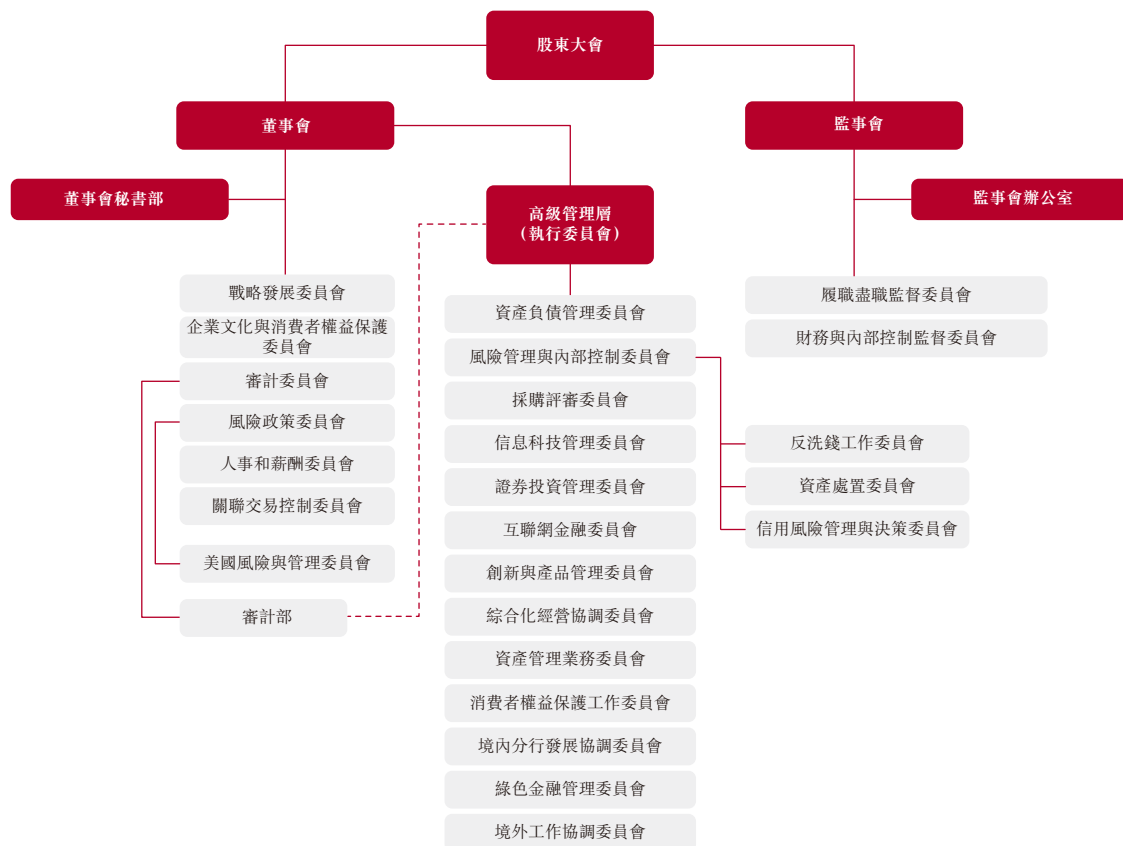 股東大會
董事會
監事會
董事會秘書部
高級管理層
(執行委員會)
監事會辦公室
戰略發展委員會
企業文化與消費者權益保護
委員會
審計委員會
風險政策委員會
人事和薪酬委員會
關聯交易控制委員會
美國風險與管理委員會
審計部
資產負債管理委員會
風險管理與內部控制委員會
採購評審委員會
信息科技管理委員會
證券投資管理委員會
互聯網金融委員會
創新與產品管理委員會
綜合化經營協調委員會
資產管理業務委員會
消費者權益保護工作委員會
境內分行發展協調委員會
綠色金融管理委員會
境外工作協調委員會
反洗錢工作委員會
資產處置委員會
信用風險管理與決策委員會
履職盡職監督委員會
財務與內部控制監督委員會